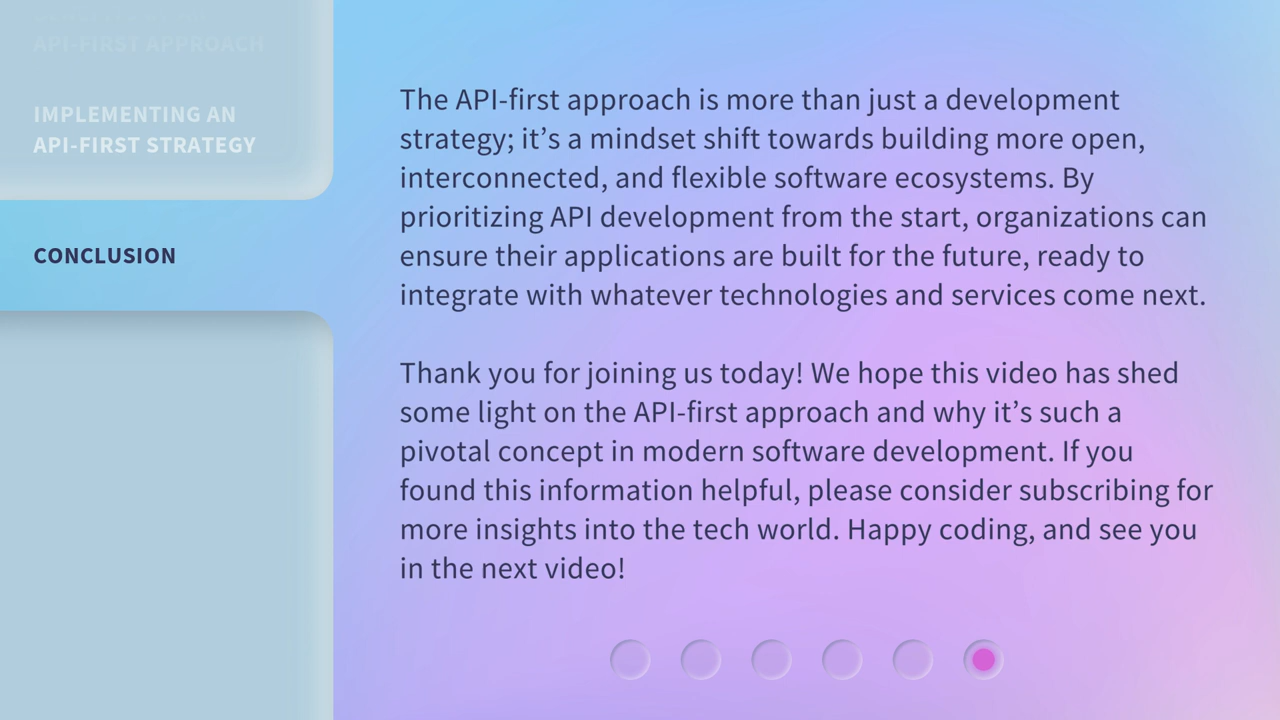 API-FIRST APPROACH
IMPLEMENTING AN
API-FIRST STRATEGY
CONCLUSION
The API-first approach is more than just a development
strategy; it’s a mindset shift towards building more open,
interconnected, and flexible software ecosystems. By
prioritizing API development from the start, organizations can
ensure their applications are built for the future, ready to
integrate with whatever technologies and services come next.
Thank you for joining us today! We hope this video has shed
some light on the API-first approach and why it’s such a
pivotal concept in modern software development. If you
found this information helpful, please consider subscribing for
more insights into the tech world. Happy coding, and see you
in the next video!